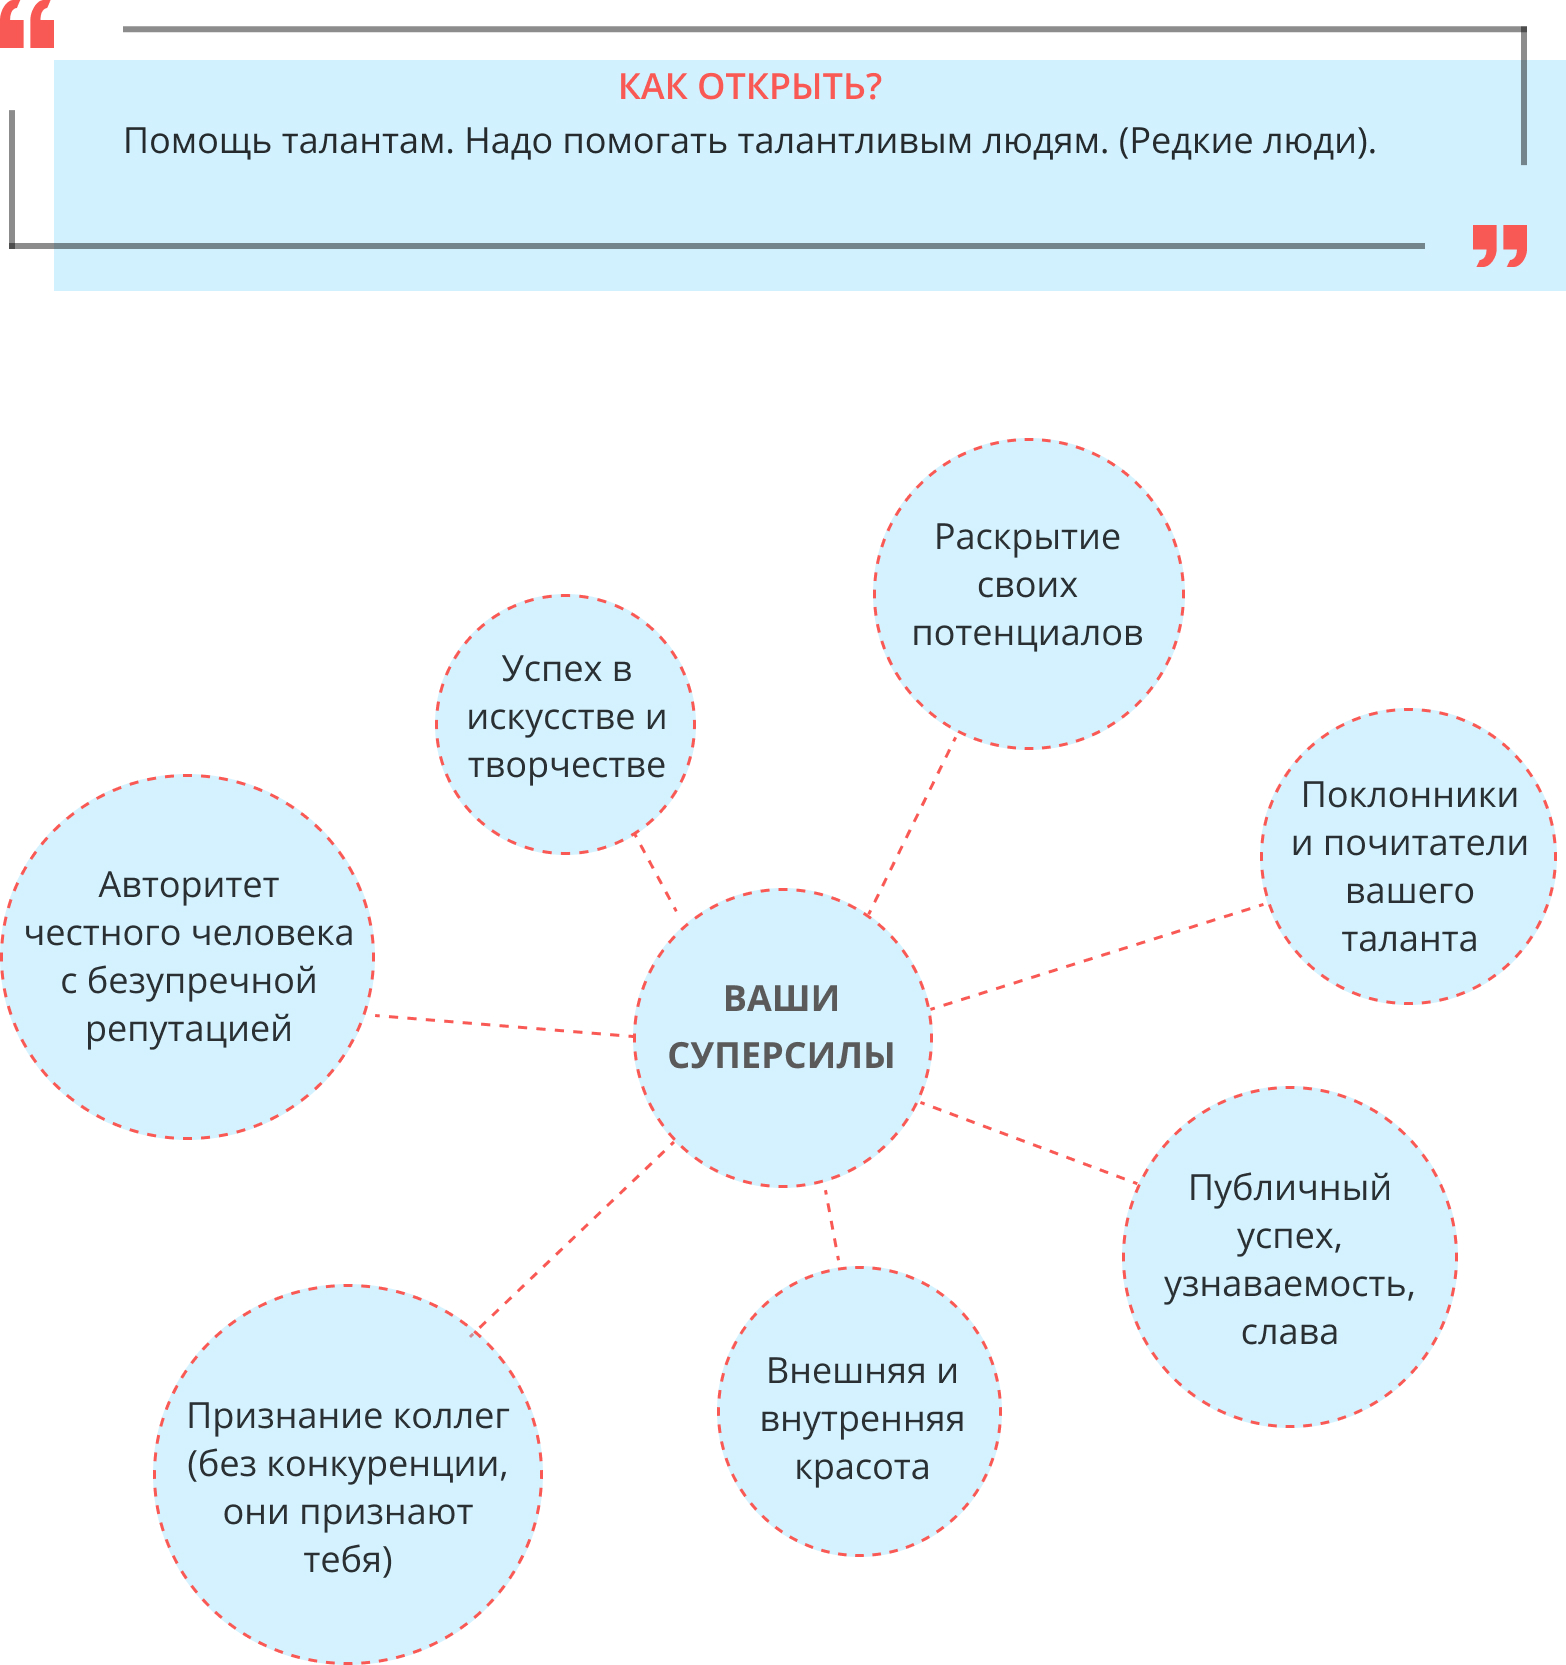 “
КАК ОТКРЫТЬ?
Помощь талантам. Надо помогать талантливым людям. (Редкие люди).
”
Раскрытие
своих
потенциалов
Успех в
искусстве и
творчестве
Поклонники
и почитатели
вашего
таланта
Авторитет
честного человека
с безупречной
репутацией
ВАШИ
СУПЕРСИЛЫ
Публичный
успех,
узнаваемость,
слава
Внешняя и
внутренняя
красота
Признание коллег
(без конкуренции,
они признают
тебя)